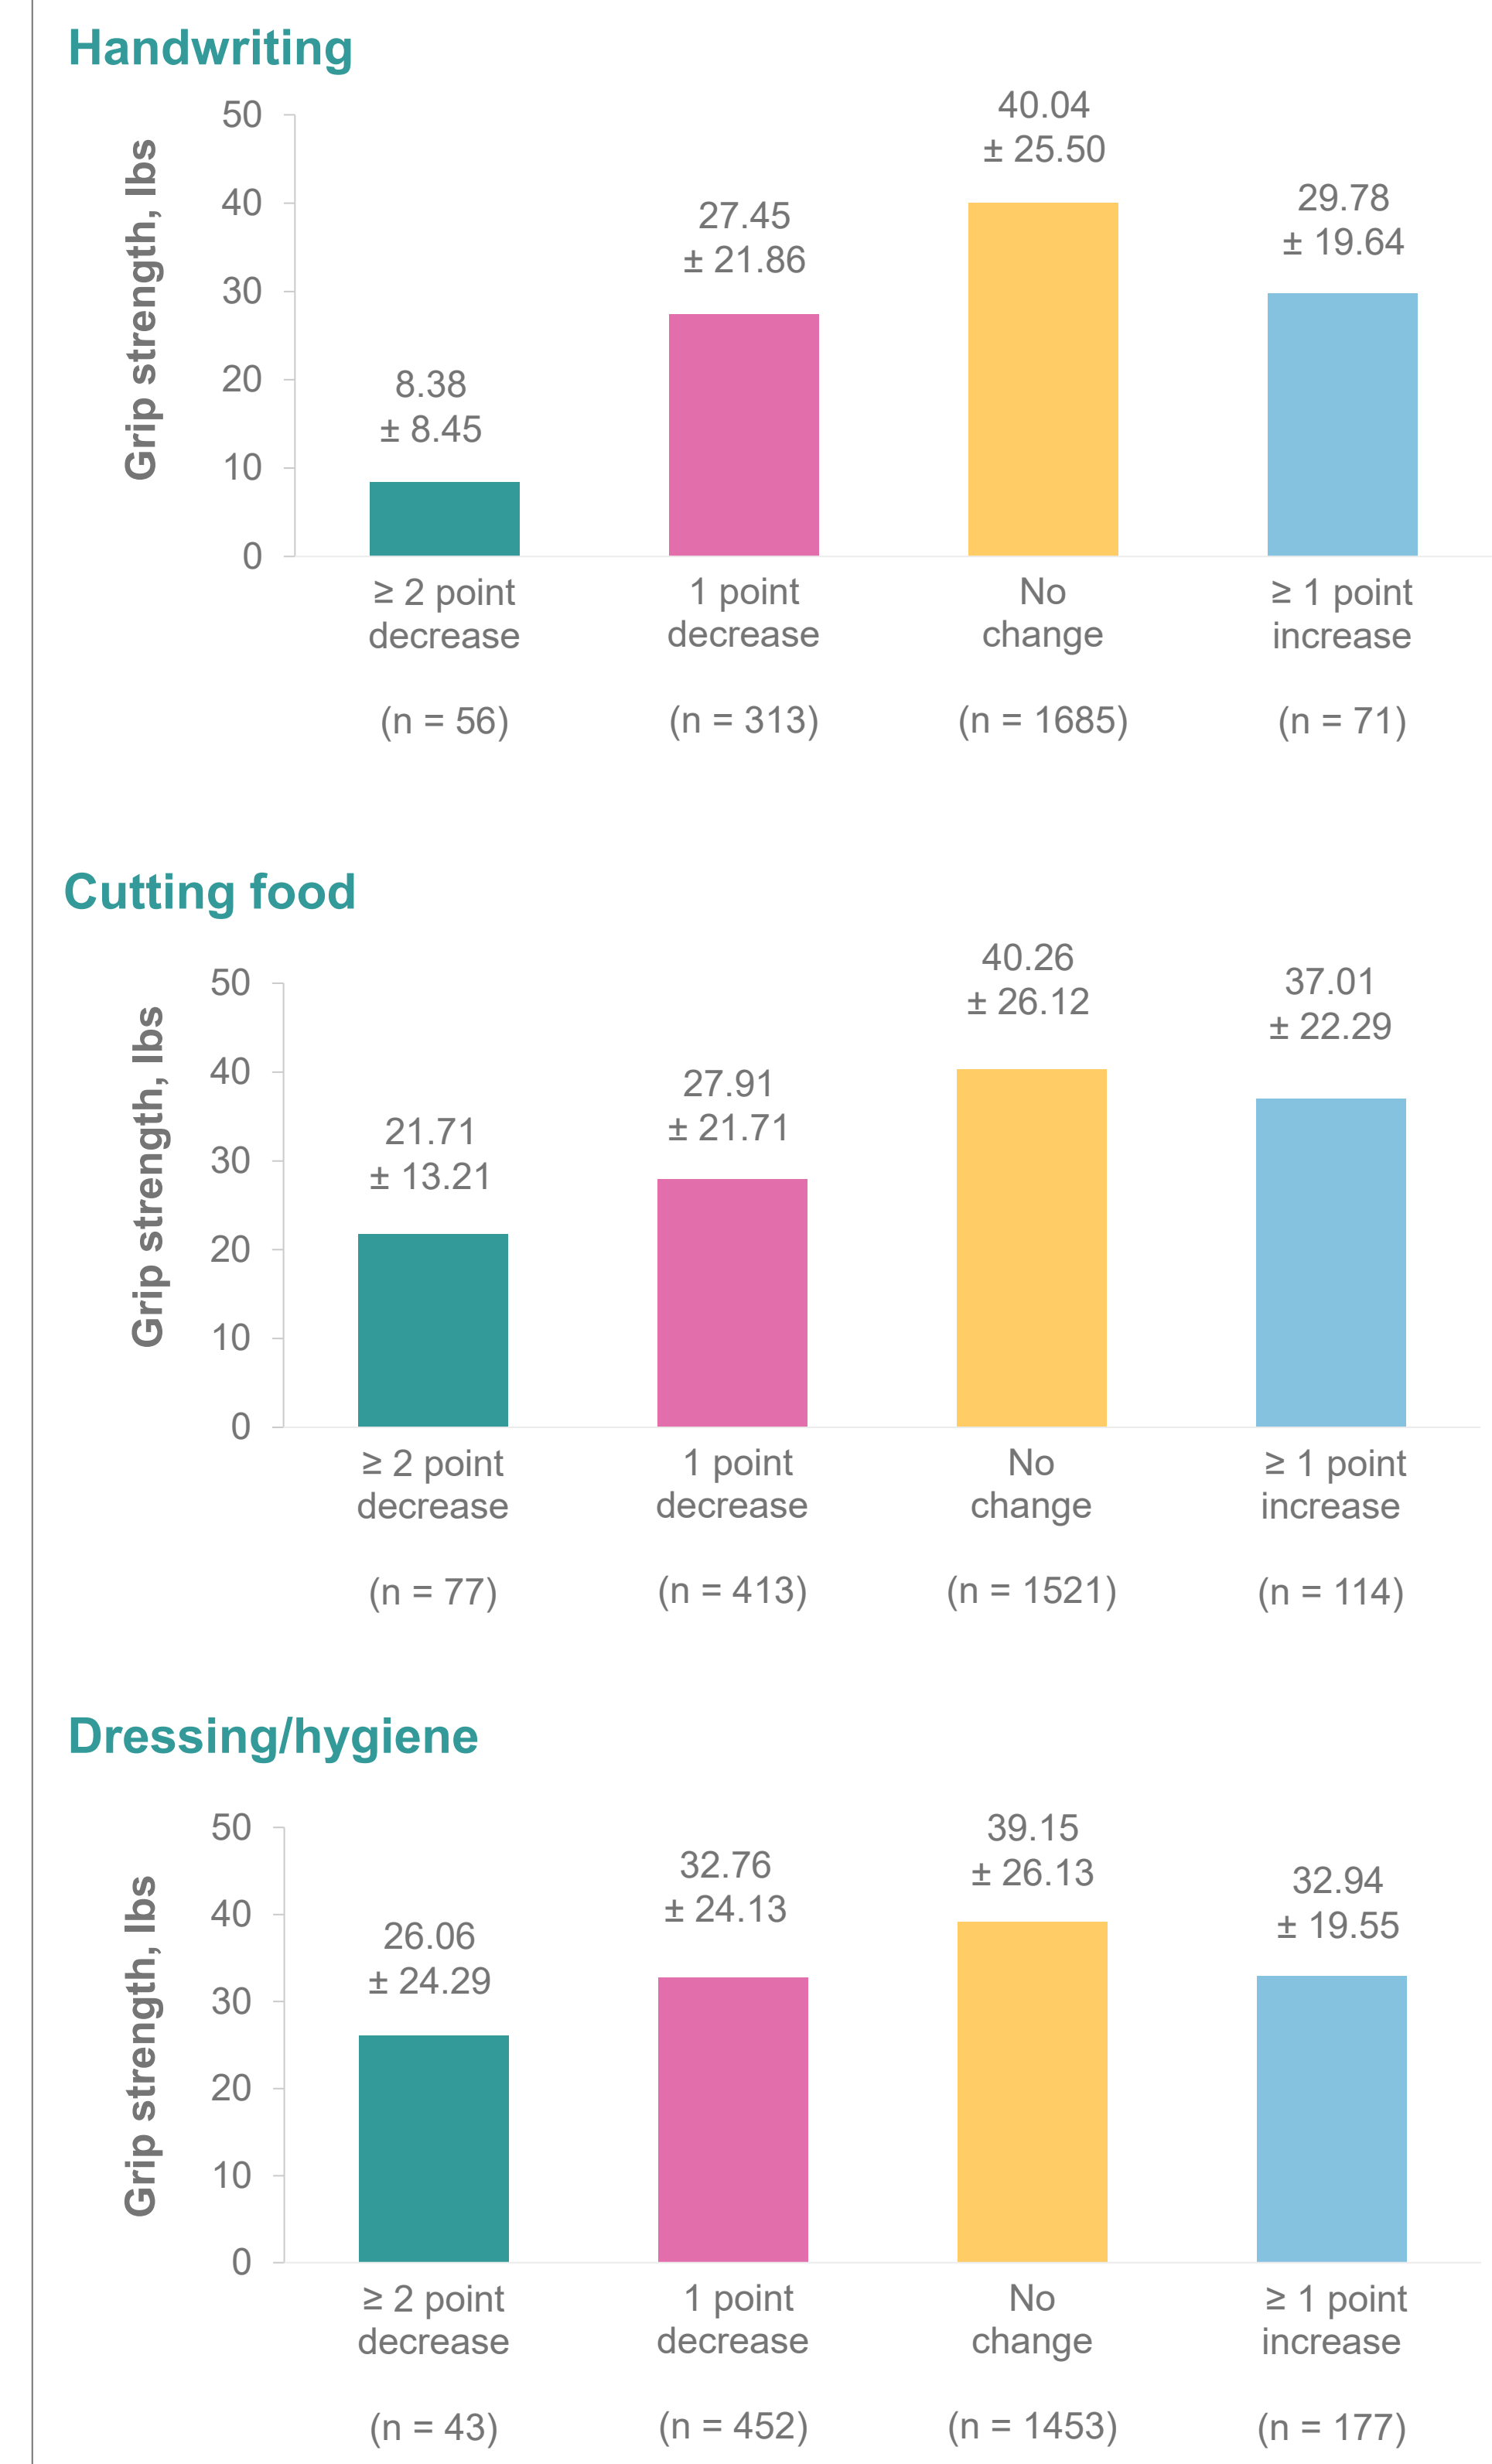 Handwriting
Grip strength, lbs
50
40
30
20
10
0
8.38
± 8.45
27.45
± 21.86
40.04
± 25.50
29.78
± 19.64
≥ 2 point
decrease
(n = 56)
1 point
decrease
(n = 313)
No
change
(n = 1685)
≥ 1 point
increase
(n = 71)
Cutting food
Grip strength, lbs
50
40
30
20
10
0
21.71
± 13.21
27.91
± 21.71
40.26
± 26.12
37.01
± 22.29
≥ 2 point
decrease
(n = 77)
1 point
decrease
(n = 413)
No
change
(n = 1521)
≥ 1 point
increase
(n = 114)
Dressing/hygiene
Grip strength, lbs
50
40
30
20
10
0
26.06
± 24.29
32.76
± 24.13
39.15
± 26.13
32.94
± 19.55
≥ 2 point
decrease
(n = 43)
1 point
decrease
(n = 452)
No
change
(n = 1453)
≥ 1 point
increase
(n = 177)